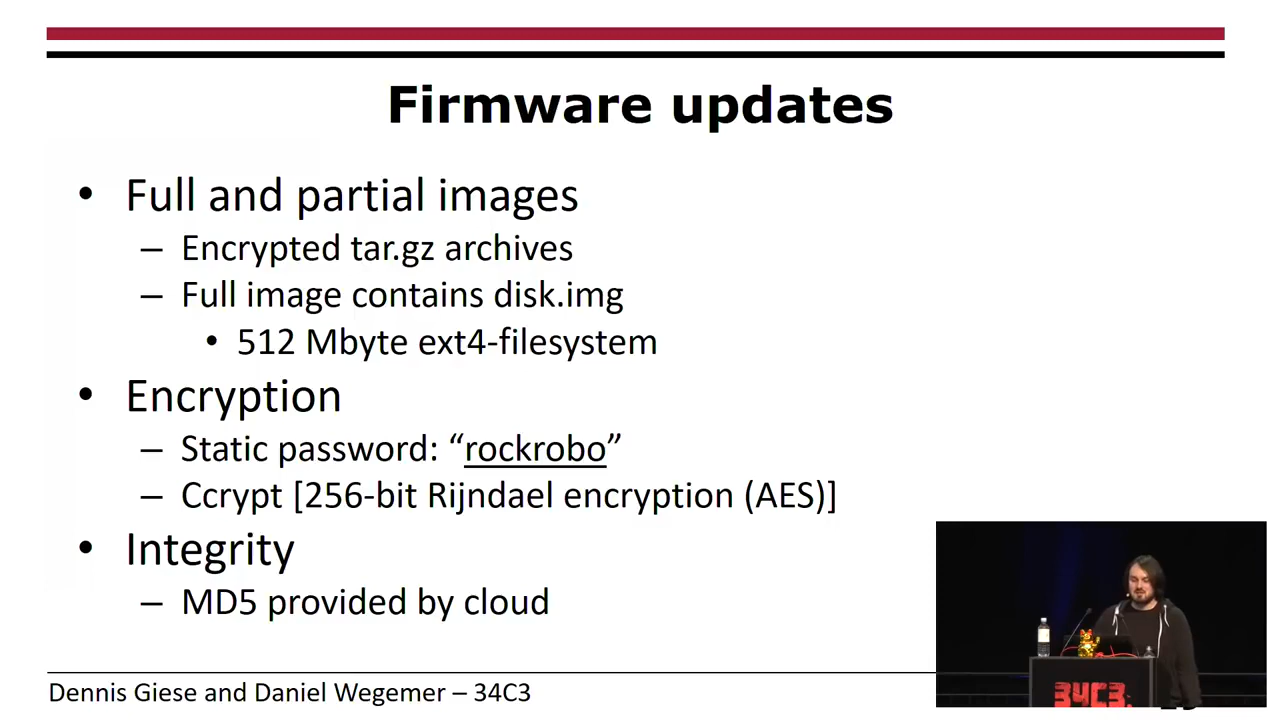 Firmware updates
• Full and partial images
– Encrypted tar.gz archives
– Full image contains disk.img
• 512 Mbyte ext4-filesystem
• Encryption
– Static password: “rockrobo”
– Ccrypt [256-bit Rijndael encryption (AES)]
• Integrity
– MD5 provided by cloud
Dennis Giese and Daniel Wegemer – 34C3
34C3